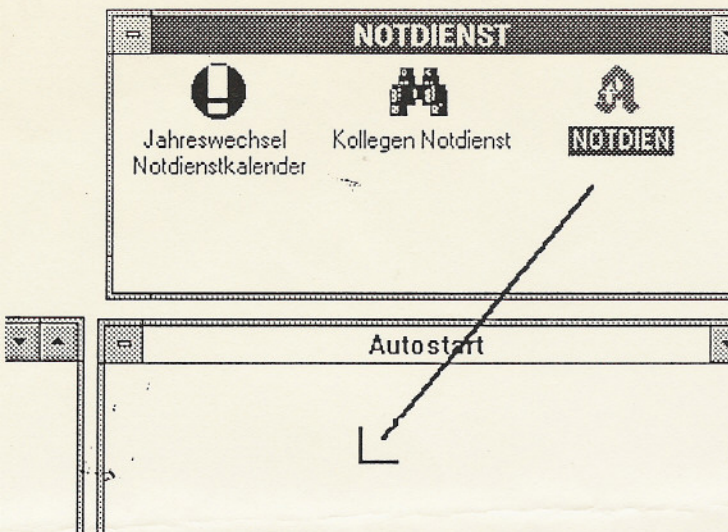 NOTDIENST
Jahreswechsel
Notdienstkalender
Kollegen Notdienst
NOTDIEN
Autostart